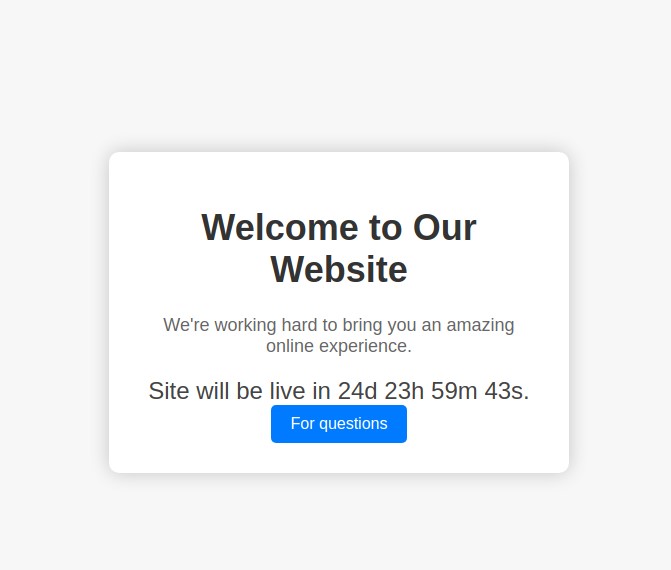 Welcome to Our
Website
We're working hard to bring you an amazing
online experience.
Site will be live in 24d 23h 59m 43s.
For questions